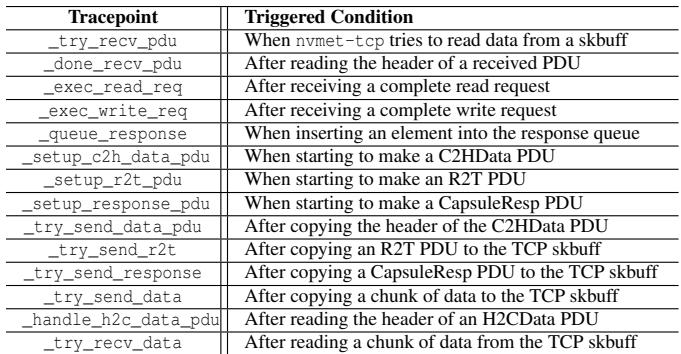 Tracepoint Triggered Condition
_try_recv_pdu When nvmet-tcp tries to read data from a skbuff
_done_recv_pdu After reading the header of a received PDU
_exec_read_req After receiving a complete read request
_exec_write_req After receiving a complete write request
_queue_response When inserting an element into the response queue
_setup_c2h_data_pdu When starting to make a C2HData PDU
_setup_r2t_pdu When starting to make an R2T PDU
_setup_response_pdu When starting to make a CapsuleResp PDU
_try_send_data_pdu After copying the header of the C2HData PDU
_try_send_r2t After copying an R2T PDU to the TCP skbuff
_try_send_response After copying a CapsuleResp PDU to the TCP skbuff
_try_send_data After copying a chunk of data to the TCP skbuff
_handle_h2c_data_pdu After reading the header of an H2CData PDU
_try_recv_data After reading a chunk of data from the TCP skbuff